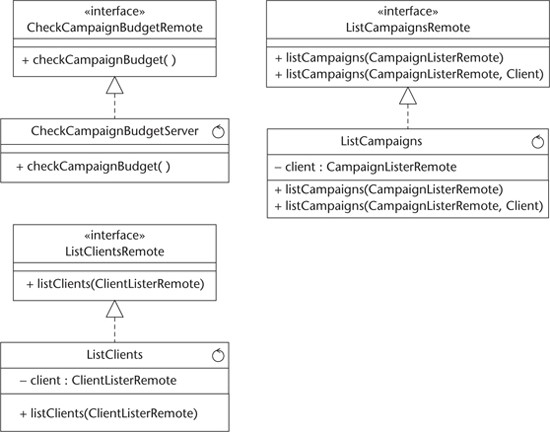 «interface»
CheckCampaignBudgetRemote
+ checkCampaignBudget( )
CheckCampaignBudgetServer
+ checkCampaignBudget( )
«interface»
ListCampaignsRemote
+ listCampaigns(CampaignListerRemote)
+ listCampaigns(CampaignListerRemote, Client)
ListCampaigns
– client : CampaignListerRemote
+ listCampaigns(CampaignListerRemote)
+ listCampaigns(CampaignListerRemote, Client)
«interface»
ListClientsRemote
+ listClients(ClientListerRemote)
ListClients
– client : ClientListerRemote
+ listClients(ClientListerRemote)